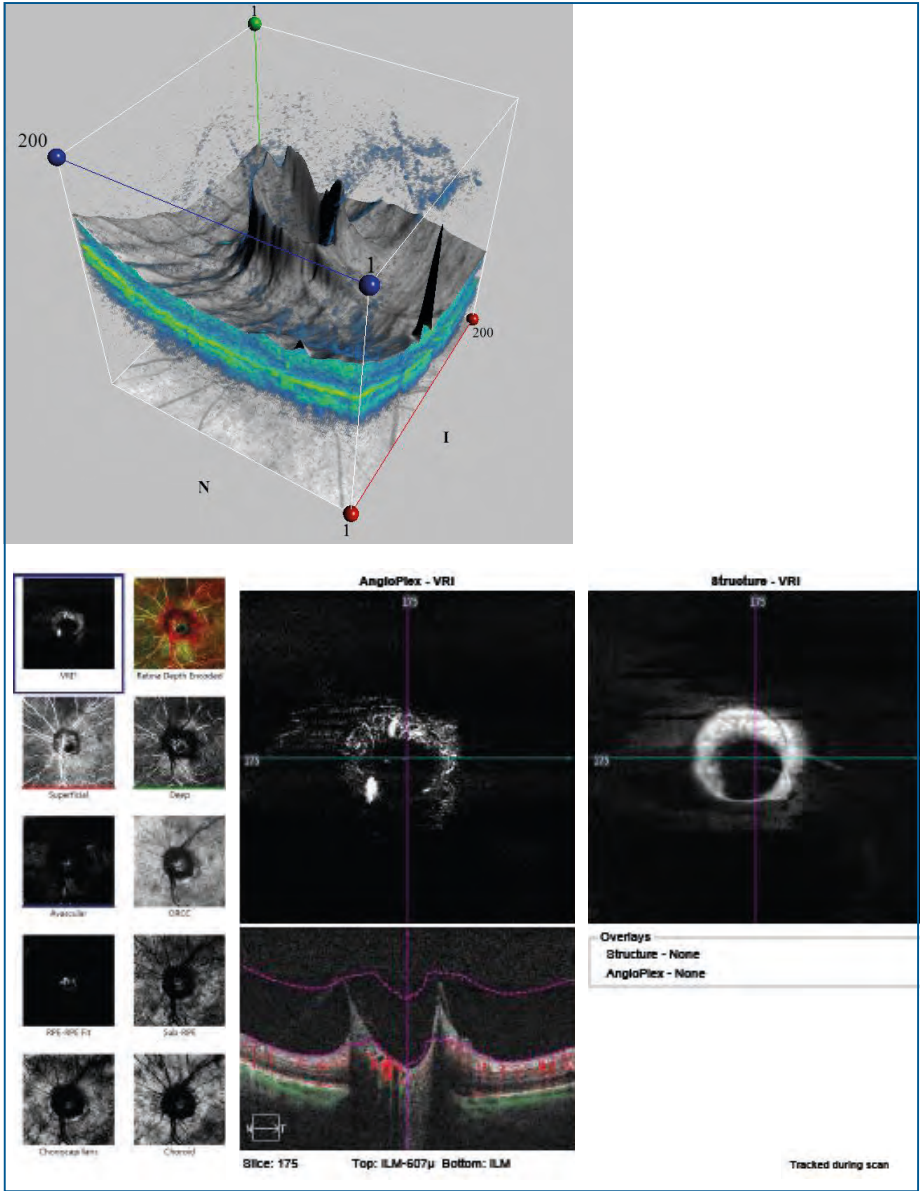 1
200
1
200
I
N
1
AngioPlex - VRI
Structure - VRI
175
175
175
175
VRI
Retina Depth Encoded
Superficial
Deep
Avascular
ORCC
RPE-RPE Fit
Sub-RPE
Choriocapillaris
Choroid
Overlays
Structure - None
AngioPlex - None
Slice: 175 Top: ILM-607µ Bottom: ILM
Tracked during scan